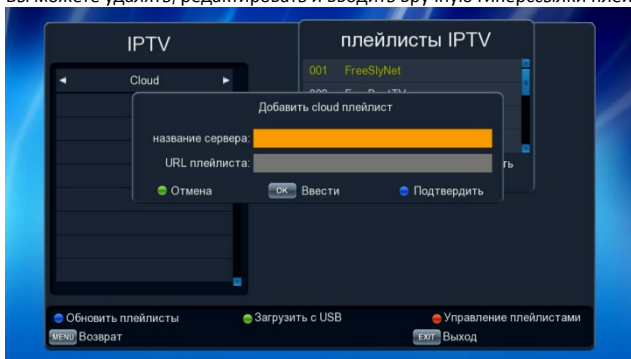 IPTV
плейлисты IPTV
Cloud
001 FreeSlyNet
Добавить cloud плейлист
название сервера:
URL плейлиста:
Отмена
OK Ввести
Подтвердить
Обновить плейлисты
Загрузить с USB
Управление плейлистами
MENU Возврат
EXIT Выход